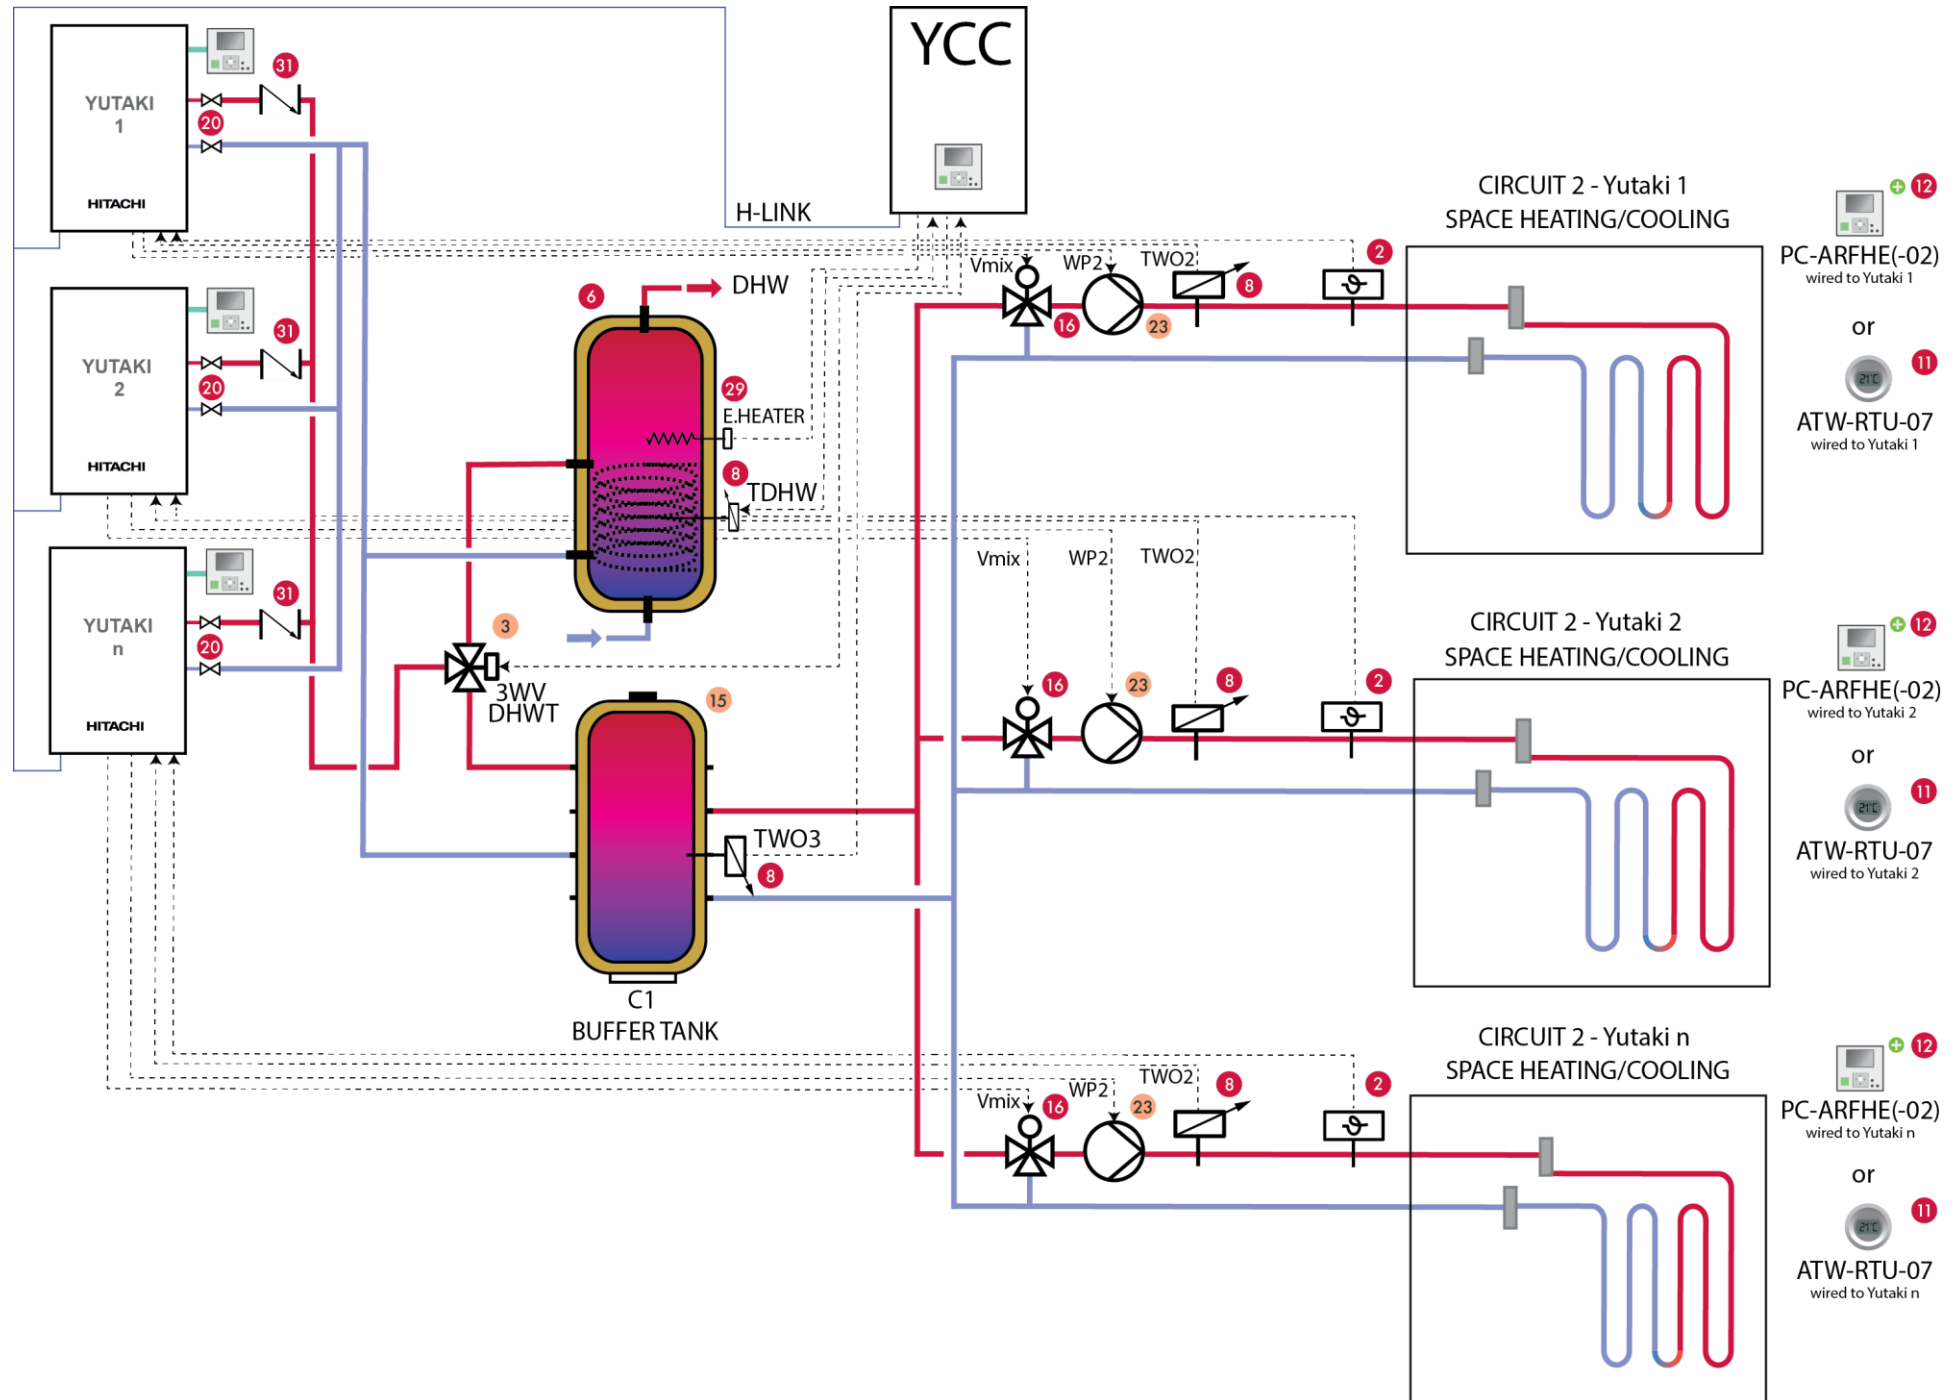 YCC
YUTAKI
1
HITACHI
31
20
H-LINK
YUTAKI
2
HITACHI
31
20
YUTAKI
n
HITACHI
31
20
6
DHW
29
E.HEATER
8
TDHW
3
3WV
DHWT
15
TWO3
8
C1
BUFFER TANK
Vmix
16
WP2
23
TWO2
8
2
CIRCUIT 2 - Yutaki 1
SPACE HEATING/COOLING
12
PC-ARFHE(-02)
wired to Yutaki 1
or
11
21°C
ATW-RTU-07
wired to Yutaki 1
Vmix
16
WP2
23
TWO2
8
2
CIRCUIT 2 - Yutaki 2
SPACE HEATING/COOLING
12
PC-ARFHE(-02)
wired to Yutaki 2
or
11
21°C
ATW-RTU-07
wired to Yutaki 2
Vmix
16
WP2
23
TWO2
8
2
CIRCUIT 2 - Yutaki n
SPACE HEATING/COOLING
12
PC-ARFHE(-02)
wired to Yutaki n
or
11
21°C
ATW-RTU-07
wired to Yutaki n